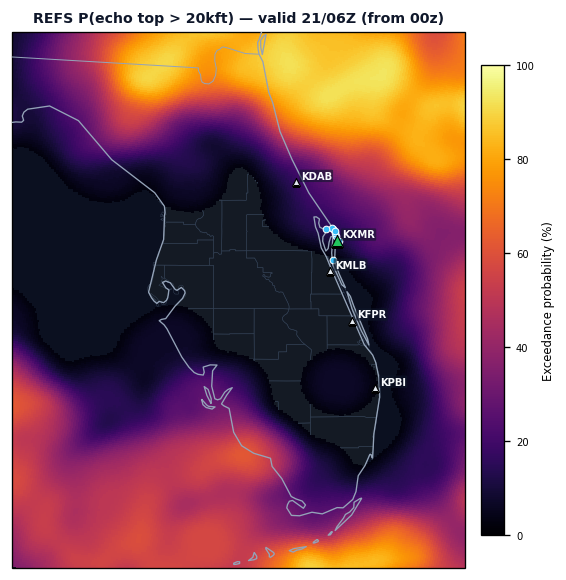 REFS P(echo top > 20kft) — valid 21/06Z (from 00z)
KDAB
KXMR
KMLB
KFPR
KPBI
100
80
60
40
20
0
Exceedance probability (%)